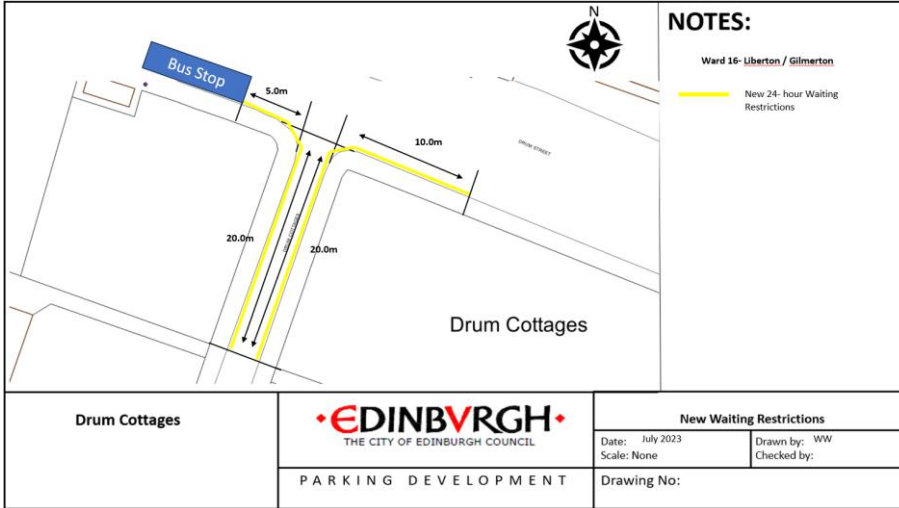 N
NOTES:
Ward 16- Liberton / Gilmerton
New 24- hour Waiting
Restrictions
Bus Stop
5.0m
10.0m
DRUM STREET
DRUM COTTAGES
20.0m
20.0m
Drum Cottages
Drum Cottages
•EDINBVRGH•
THE CITY OF EDINBURGH COUNCIL
PARKING DEVELOPMENT
New Waiting Restrictions
Date: July 2023
Scale: None
Drawn by: WW
Checked by:
Drawing No: